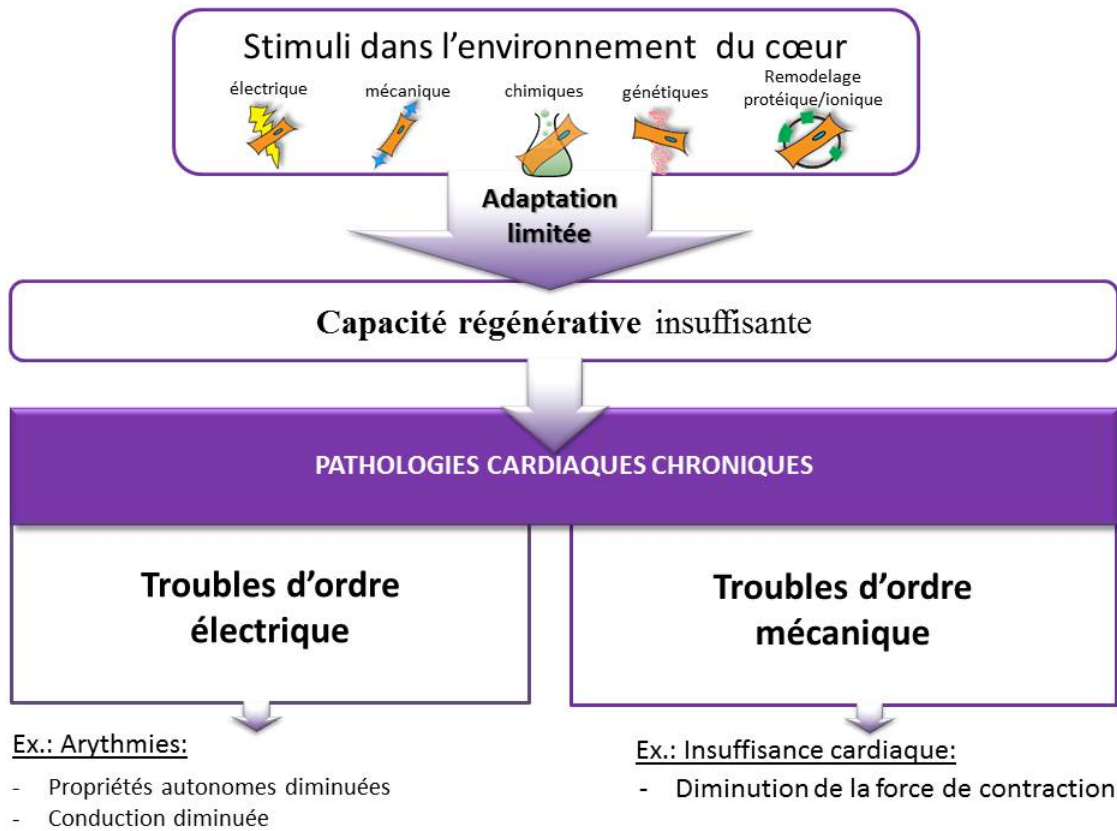 Stimuli dans l’environnement du cœur
électrique
mécanique
chimiques
génétiques
Remodelage
protéique/ionique
Adaptation
limitée
Capacité régénérative insuffisante
PATHOLOGIES CARDIAQUES CHRONIQUES
Troubles d’ordre
électrique
Troubles d’ordre
mécanique
Ex.: Arythmies:
- Propriétés autonomes diminuées
- Conduction diminuée
Ex.: Insuffisance cardiaque:
- Diminution de la force de contraction